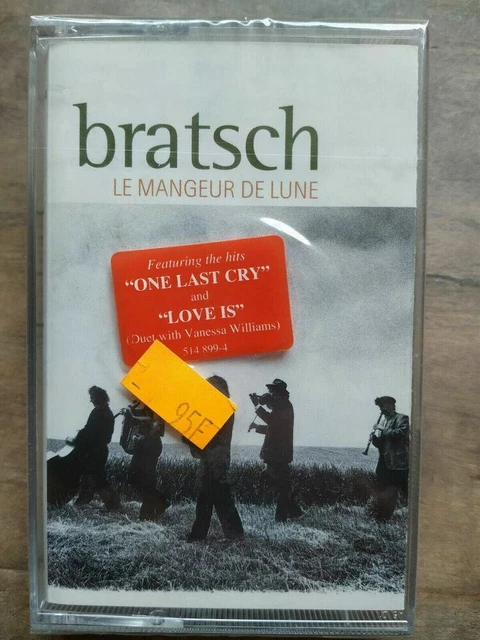 bratsch
LE MANGEUR DE LUNE
Featuring the hits
“ONE LAST CRY”
and
“LOVE IS”
(Duet with Vanessa Williams)
514 899-4
95F